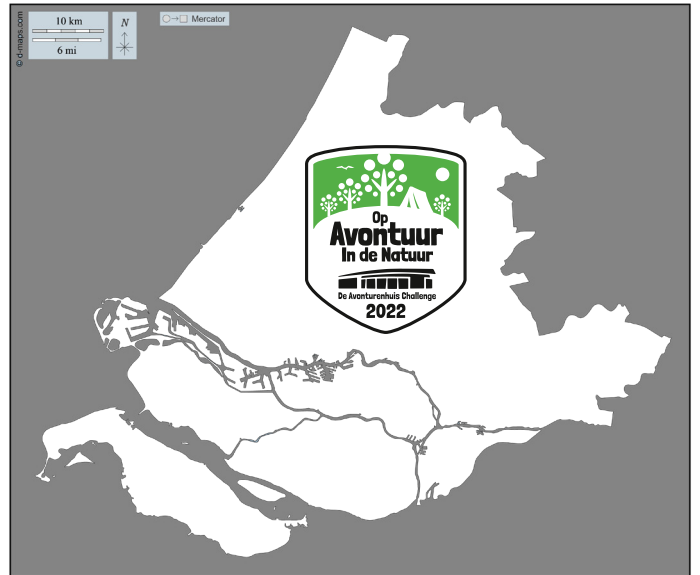 © d-maps.com
10 km
6 mi
N
Mercator
Op
Avontuur
In de Natuur
De Avonturenhuis Challenge
2022